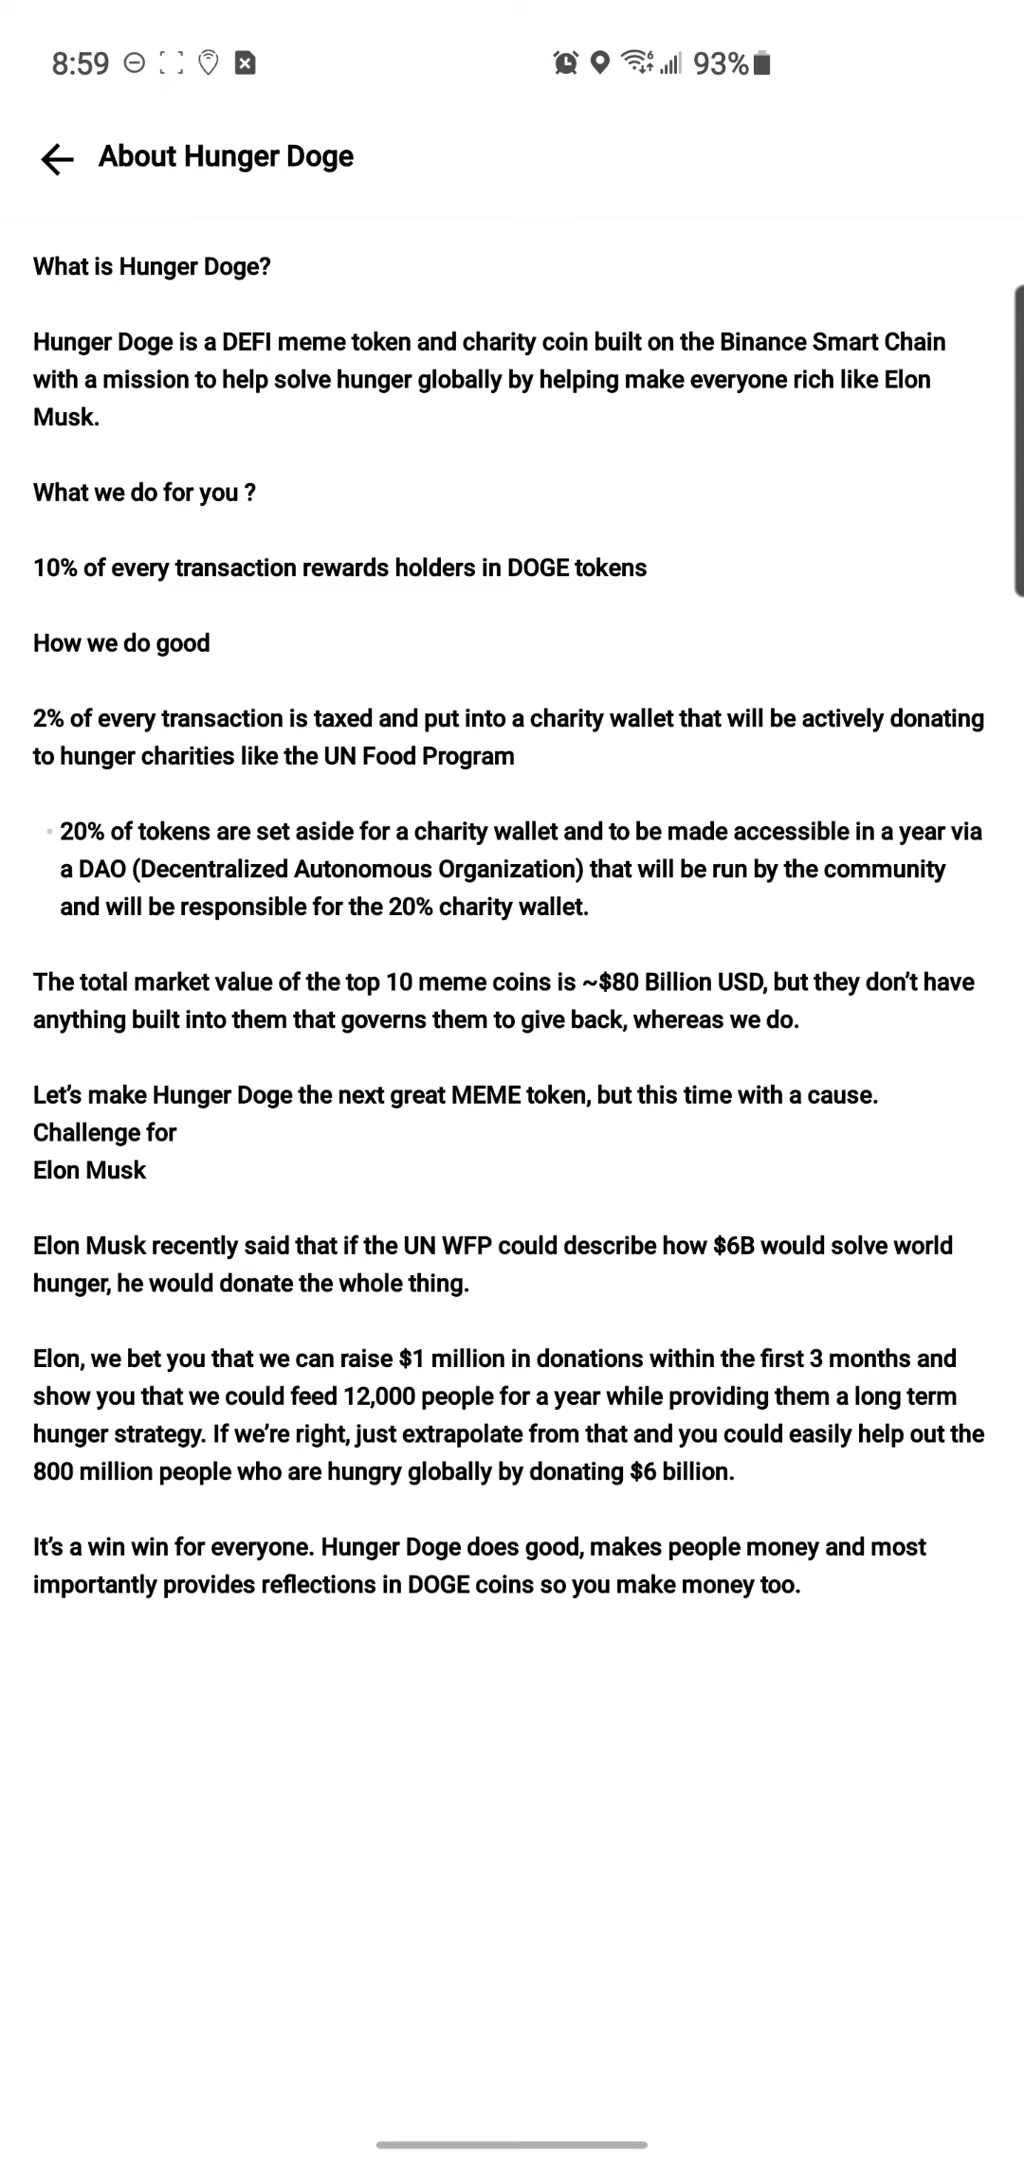 8:59
93%
About Hunger Doge
What is Hunger Doge?
Hunger Doge is a DEFI meme token and charity coin built on the Binance Smart Chain
with a mission to help solve hunger globally by helping make everyone rich like Elon
Musk.
What we do for you ?
10% of every transaction rewards holders in DOGE tokens
How we do good
2% of every transaction is taxed and put into a charity wallet that will be actively donating
to hunger charities like the UN Food Program
20% of tokens are set aside for a charity wallet and to be made accessible in a year via
a DAO (Decentralized Autonomous Organization) that will be run by the community
and will be responsible for the 20% charity wallet.
The total market value of the top 10 meme coins is ~$80 Billion USD, but they don’t have
anything built into them that governs them to give back, whereas we do.
Let’s make Hunger Doge the next great MEME token, but this time with a cause.
Challenge for
Elon Musk
Elon Musk recently said that if the UN WFP could describe how $6B would solve world
hunger, he would donate the whole thing.
Elon, we bet you that we can raise $1 million in donations within the first 3 months and
show you that we could feed 12,000 people for a year while providing them a long term
hunger strategy. If we’re right, just extrapolate from that and you could easily help out the
800 million people who are hungry globally by donating $6 billion.
It’s a win win for everyone. Hunger Doge does good, makes people money and most
importantly provides reflections in DOGE coins so you make money too.